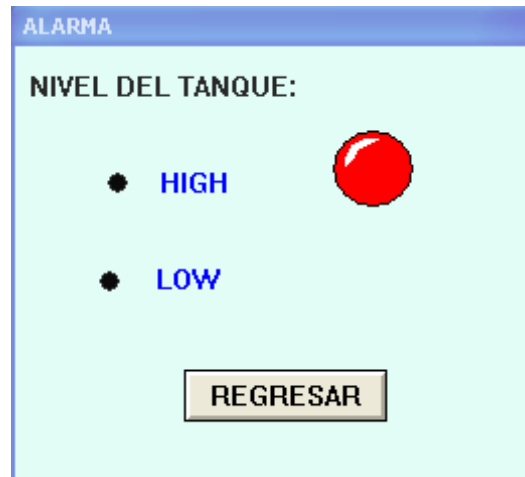 ALARMA
NIVEL DEL TANQUE:
HIGH
LOW
REGRESAR